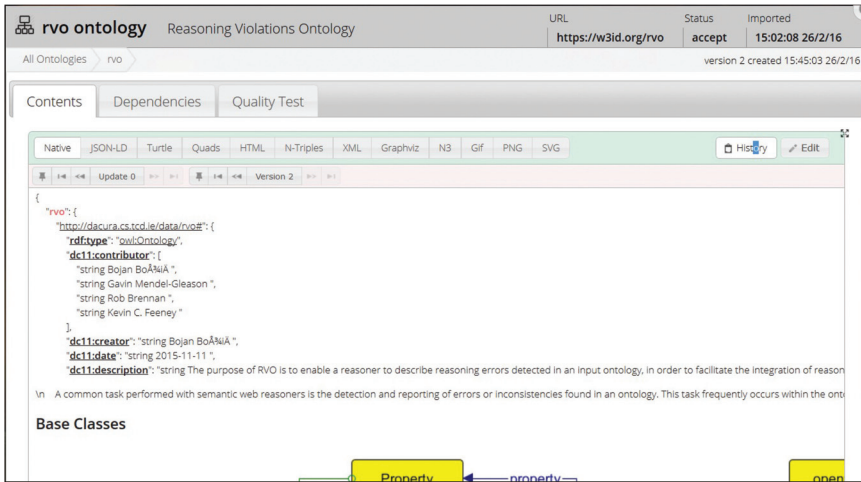 rvo ontology Reasoning Violations Ontology
URL Status Imported
https://w3id.org/rvo accept 15:02:08 26/2/16
All Ontologies rvo version 2 created 15:45:03 26/2/16
Contents Dependencies Quality Test
Native JSON-LD Turtle Quads HTML N-Triples XML Graphviz N3 Gif PNG SVG History Edit
Update 0 Version 2
{
"rvo": {
"http://dacura.cs.tcd.ie/data/rvo#": {
"rdf:type": "owl:Ontology",
"dc11:contributor": [
"string Bojan BoÅ¾iÄ ",
"string Gavin Mendel-Gleason ",
"string Rob Brennan ",
"string Kevin C. Feeney "
],
"dc11:creator": "string Bojan BoÅ¾iÄ ",
"dc11:date": "string 2015-11-11 ",
"dc11:description": "string The purpose of RVO is to enable a reasoner to describe reasoning errors detected in an input ontology, in order to facilitate the integration of reason
\n A common task performed with semantic web reasoners is the detection and reporting of errors or inconsistencies found in an ontology. This task frequently occurs within the onto
Base Classes
Property property open